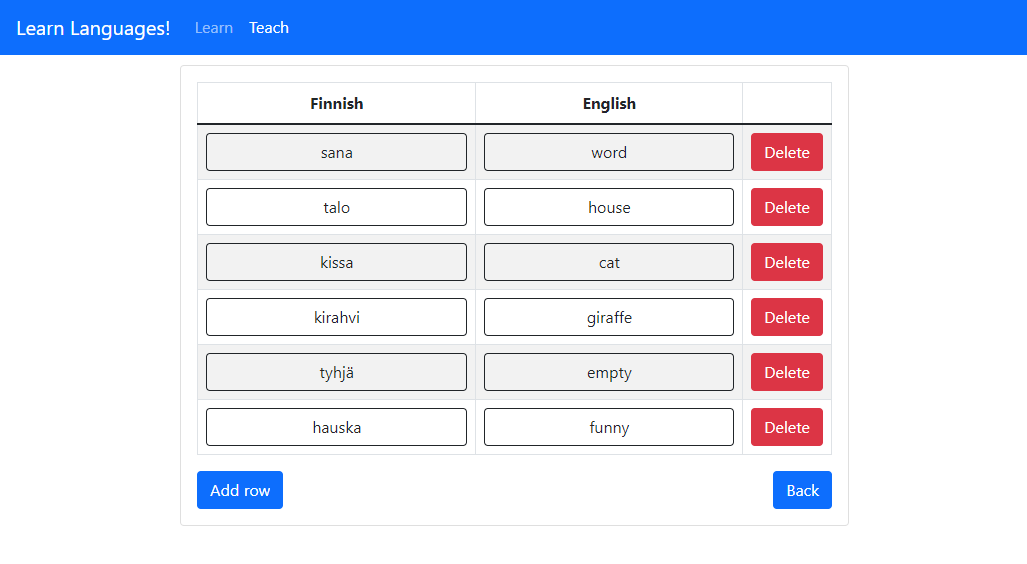 Learn Languages! Learn Teach
Finnish English
sana word Delete
talo house Delete
kissa cat Delete
kirahvi giraffe Delete
tyhjä empty Delete
hauska funny Delete
Add row Back